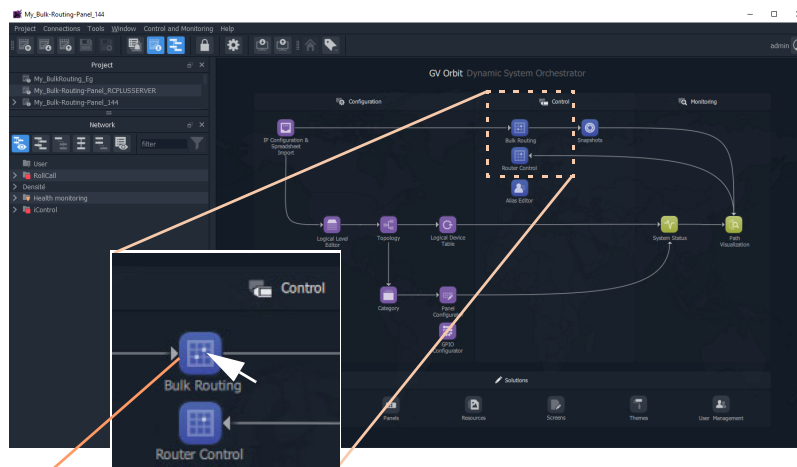 My_Bulk-Routing-Panel_144
Project Connections Tools Window Control and Monitoring Help
admin
Project
My_BulkRouting_Eg
My_Bulk-Routing-Panel_RCPLUSSERVER
My_Bulk-Routing-Panel_144
Network
filter
User
RollCall
Densité
Health monitoring
iControl
GV Orbit Dynamic System Orchestrator
Configuration
Control
Monitoring
IP Configuration &
Spreadsheet
Import
Bulk Routing
Snapshots
Router Control
Alias Editor
Logical Level
Editor
Topology
Logical Device
Table
System Status
Path
Visualization
Category
Panel
Configurator
GPIO
Configurator
Solutions
Panels
Resources
Screens
Themes
User Management
Control
Bulk Routing
Router Control